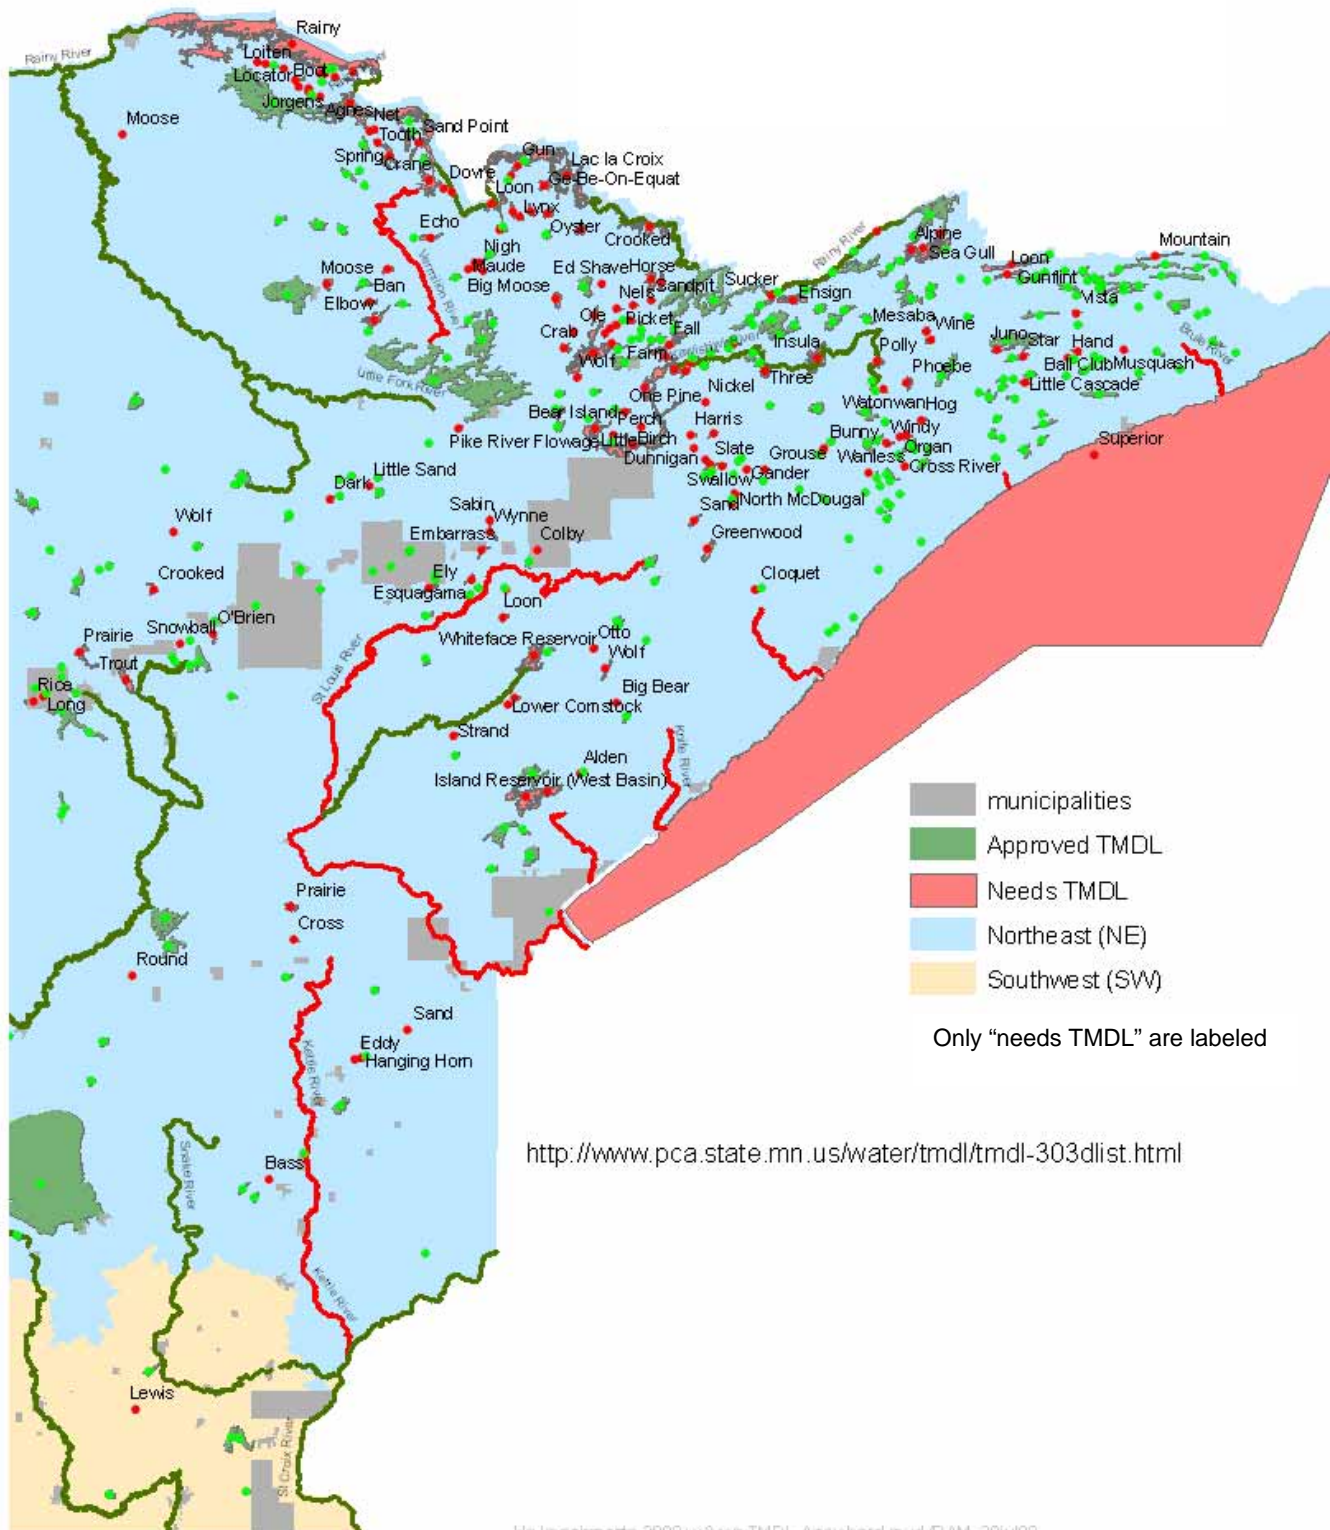 Rainy
Rainy River
Loiten
Locator
Boot
Jorgens
Agnes
Net
Moose
Sand Point
Tooth
Spring
Crane
Gun
Lac la Croix
Ge-Be-On-Equat
Dovre
Loon
Lynx
Echo
Oyster
Crooked
Rainy River
Alpine
Sea Gull
Mountain
Loon
Gunflint
Vermilion River
Nigh
Maude
Big Moose
Moose
Ban
Elbow
Ed Shave
Horse
Sandpit
Sucker
Ensign
Vista
Nels
Ole
Picket
Crab
Fall
Mesaba
Wine
Juno
Star
Hand
Brule River
Wolf
Farm
Insula
Polly
Phoebe
Ball Club
Musquash
Little Cascade
Little Fork River
Three
Nickel
One Pine
Watonwan
Hog
Bear Island
Perch
Harris
Bunny
Windy
Superior
Pike River Flowage
Little
Birch
Slate
Grouse
Organ
Dunnigan
Wanless
Cross River
Little Sand
Dark
Swallow
Gander
Sand
North McDougal
Sabin
Wynne
Wolf
Embarrass
Colby
Greenwood
Crooked
Ely
Esquagama
Loon
Cloquet
O'Brien
Snowball
Prairie
Trout
St Louis River
Whiteface Reservoir
Otto
Wolf
Rice
Long
Big Bear
Lower Comstock
Strand
Knife River
Alden
Island Reservoir (West Basin)
municipalities
Approved TMDL
Needs TMDL
Northeast (NE)
Southwest (SW)
Only “needs TMDL” are labeled
Prairie
Cross
Round
Sand
Eddy
Hanging Horn
Kettle River
http://www.pca.state.mn.us/water/tmdl/tmdl-303dlist.html
Snake River
Bass
Kettle River
Lewis
St Croix River